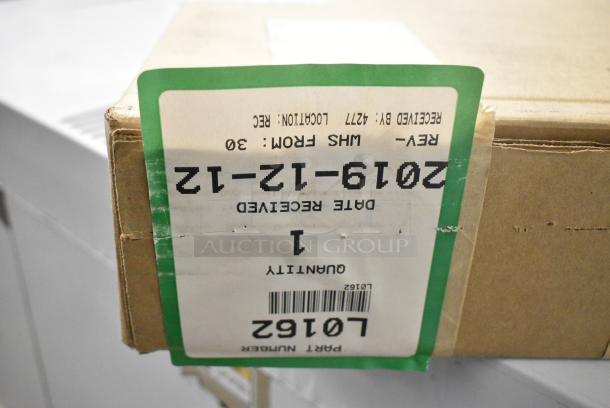 PART NUMBER
L0162
L0162
QUANTITY
1
DATE RECEIVED
2019-12-12
REV- WHS FROM: 30
RECEIVED BY: 4277 LOCATION: REC
AUCTION GROUP